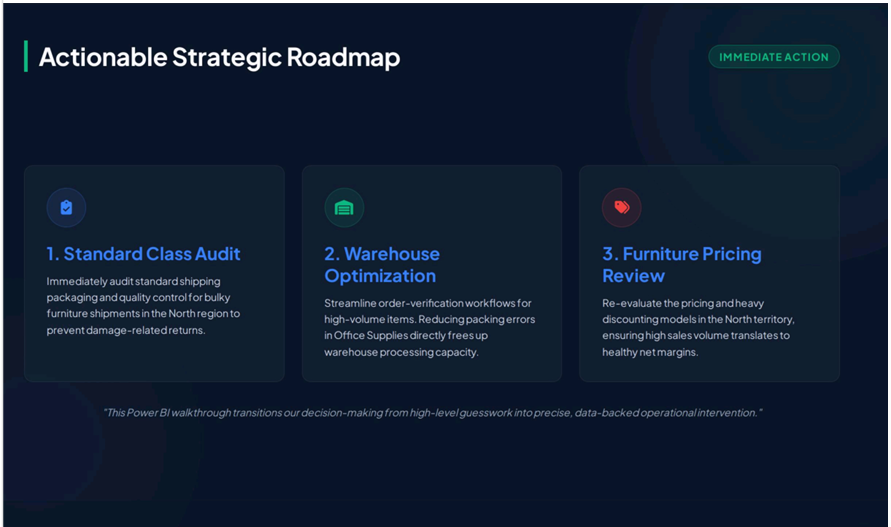 Actionable Strategic Roadmap
IMMEDIATE ACTION
1. Standard Class Audit
Immediately audit standard shipping
packaging and quality control for bulky
furniture shipments in the North region to
prevent damage-related returns.
2. Warehouse
Optimization
Streamline order-verification workflows for
high-volume items. Reducing packing errors
in Office Supplies directly frees up
warehouse processing capacity.
3. Furniture Pricing
Review
Re-evaluate the pricing and heavy
discounting models in the North territory,
ensuring high sales volume translates to
healthy net margins.
"This Power BI walkthrough transitions our decision-making from high-level guesswork into precise, data-backed operational intervention."